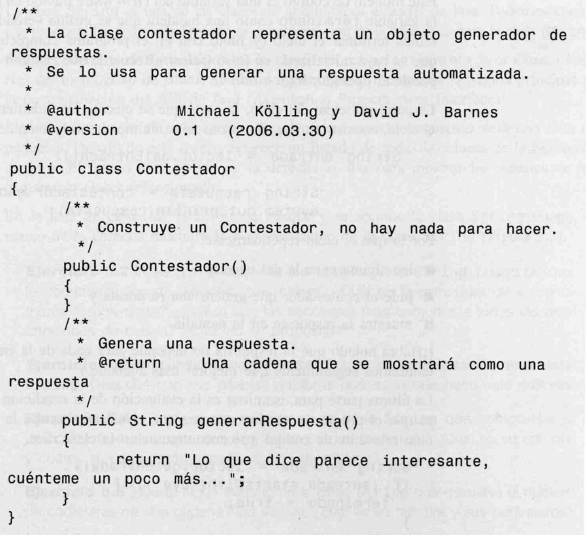 /**
 * La clase contestador representa un objeto generador de
respuestas
 * Se lo usa para generar una respuesta automatizada.
 *
 * @author     Michael Kölling y David J. Barnes
 * @version    0.1  (2006.03.30)
 */
public class Contestador
{
    /**
     * Construye un Contestador, no hay nada para hacer.
     */
    public Contestador()
    {
    }
    /**
     * Genera una respuesta.
     * @return   Una cadena que se mostrará como una
respuesta
     */
    public String generarRespuesta()
    {
        return "Lo que dice parece interesante,
cuénteme un poco más...";
    }
}